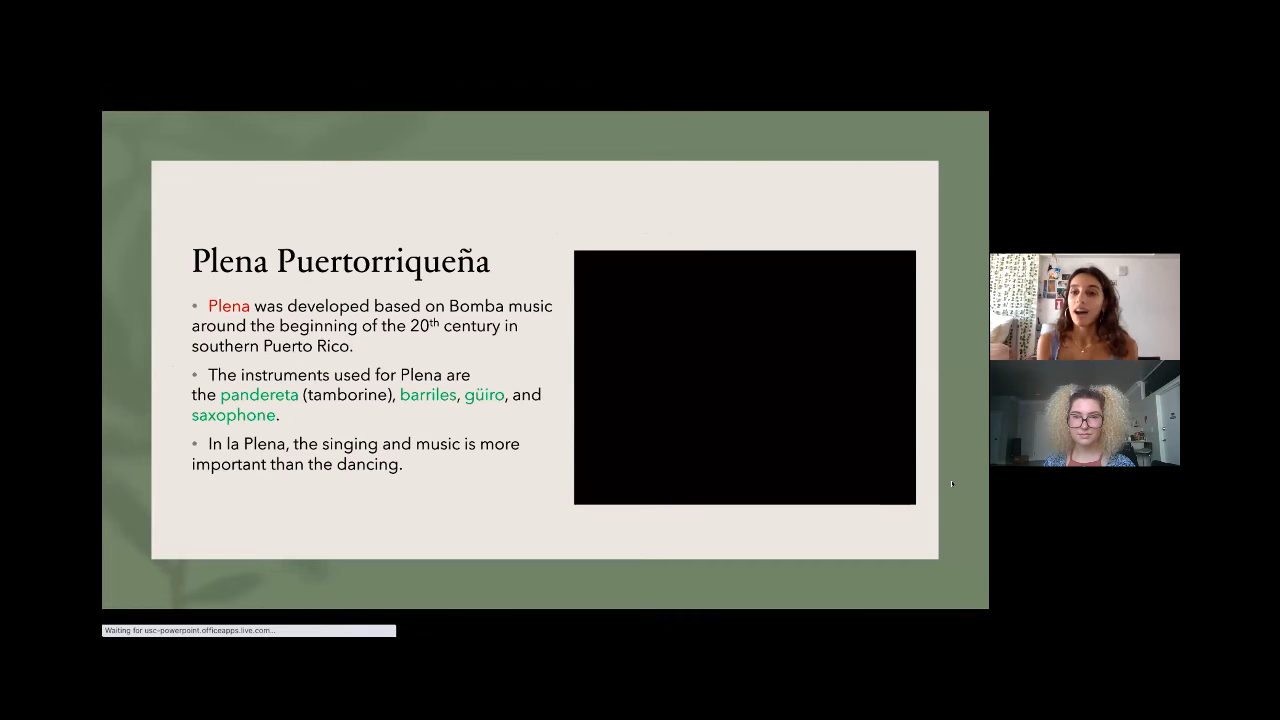 Plena Puertorriqueña
• Plena was developed based on Bomba music
around the beginning of the 20th century in
southern Puerto Rico.
• The instruments used for Plena are
the pandereta (tamborine), barriles, güiro, and
saxophone.
• In la Plena, the singing and music is more
important than the dancing.
Waiting for usc-powerpoint.officeapps.live.com...